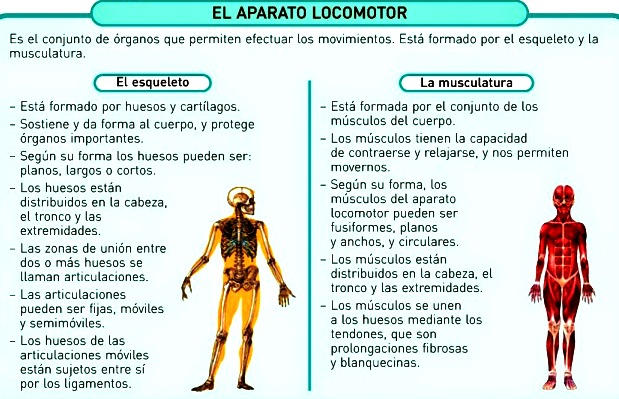 EL APARATO LOCOMOTOR
Es el conjunto de órganos que permiten efectuar los movimientos. Está formado por el esqueleto y la
musculatura.
El esqueleto
– Está formado por huesos y cartílagos.
– Sostiene y da forma al cuerpo, y protege
órganos importantes.
– Según su forma los huesos pueden ser:
planos, largos o cortos.
– Los huesos están
distribuidos en la cabeza,
el tronco y las
extremidades.
– Las zonas de unión entre
dos o más huesos se
llaman articulaciones.
– Las articulaciones
pueden ser fijas, móviles
y semimóviles.
– Los huesos de las
articulaciones móviles
están sujetos entre sí
por los ligamentos.
La musculatura
– Está formada por el conjunto de los
músculos del cuerpo.
– Los músculos tienen la capacidad
de contraerse y relajarse, y nos permiten
movernos.
– Según su forma, los
músculos del aparato
locomotor pueden ser
fusiformes, planos
y anchos, y circulares.
– Los músculos están
distribuidos en la cabeza, el
tronco y las extremidades.
– Los músculos se unen
a los huesos mediante los
tendones, que son
prolongaciones fibrosas
y blanquecinas.